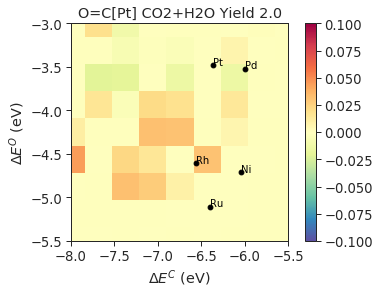 O=C[Pt] CO2+H2O Yield 2.0
−3.0
−3.5
−4.0
−4.5
−5.0
−5.5
ΔE^O (eV)
Pt
Pd
Rh
Ni
Ru
−8.0 −7.5 −7.0 −6.5 −6.0 −5.5
ΔE^C (eV)
0.100
0.075
0.050
0.025
0.000
−0.025
−0.050
−0.075
−0.100